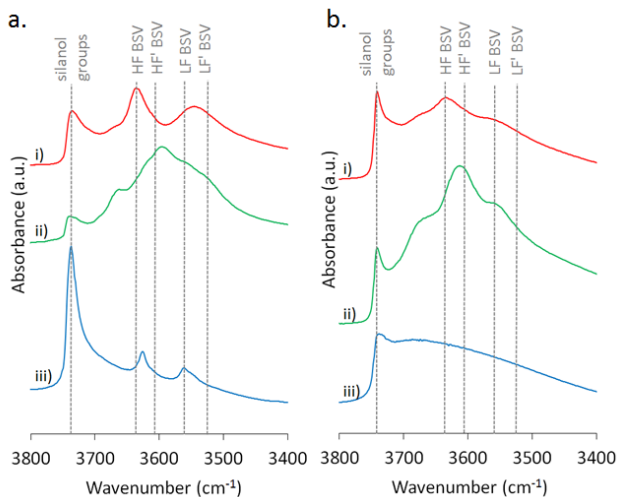 a.
silanol
groups
HF BSV
HF' BSV
LF BSV
LF' BSV
i)
ii)
iii)
Absorbance (a.u.)
3800 3700 3600 3500 3400
Wavenumber (cm⁻¹)
b.
silanol
groups
HF BSV
HF' BSV
LF BSV
LF' BSV
i)
ii)
iii)
Absorbance (a.u.)
3800 3700 3600 3500 3400
Wavenumber (cm⁻¹)